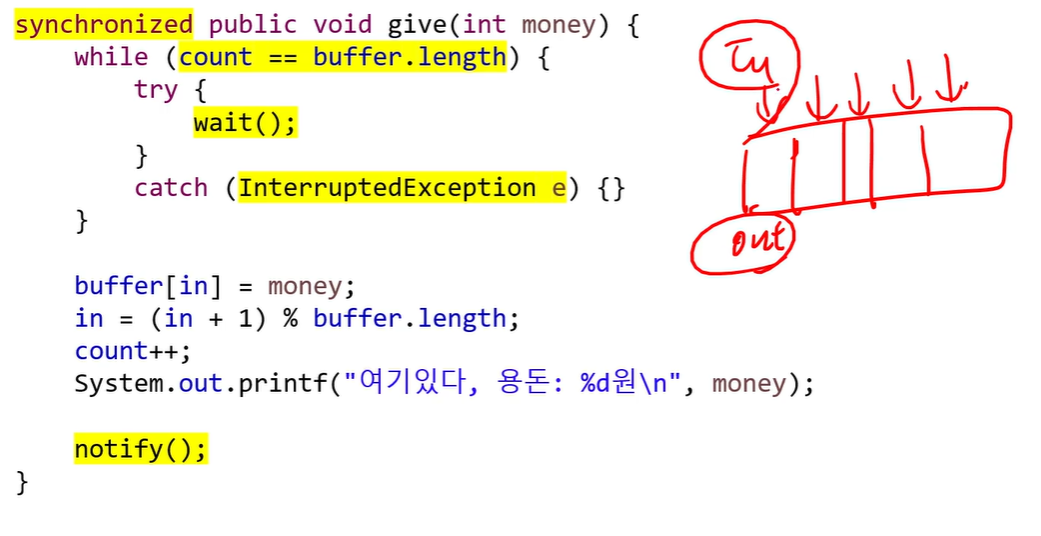 synchronized public void give(int money) {
    while (count == buffer.length) {
        try {
            wait();
        }
        catch (InterruptedException e) {}
    }

    buffer[in] = money;
    in = (in + 1) % buffer.length;
    count++;
    System.out.printf("여기있다, 용돈: %d원\n", money);

    notify();
}
In
out